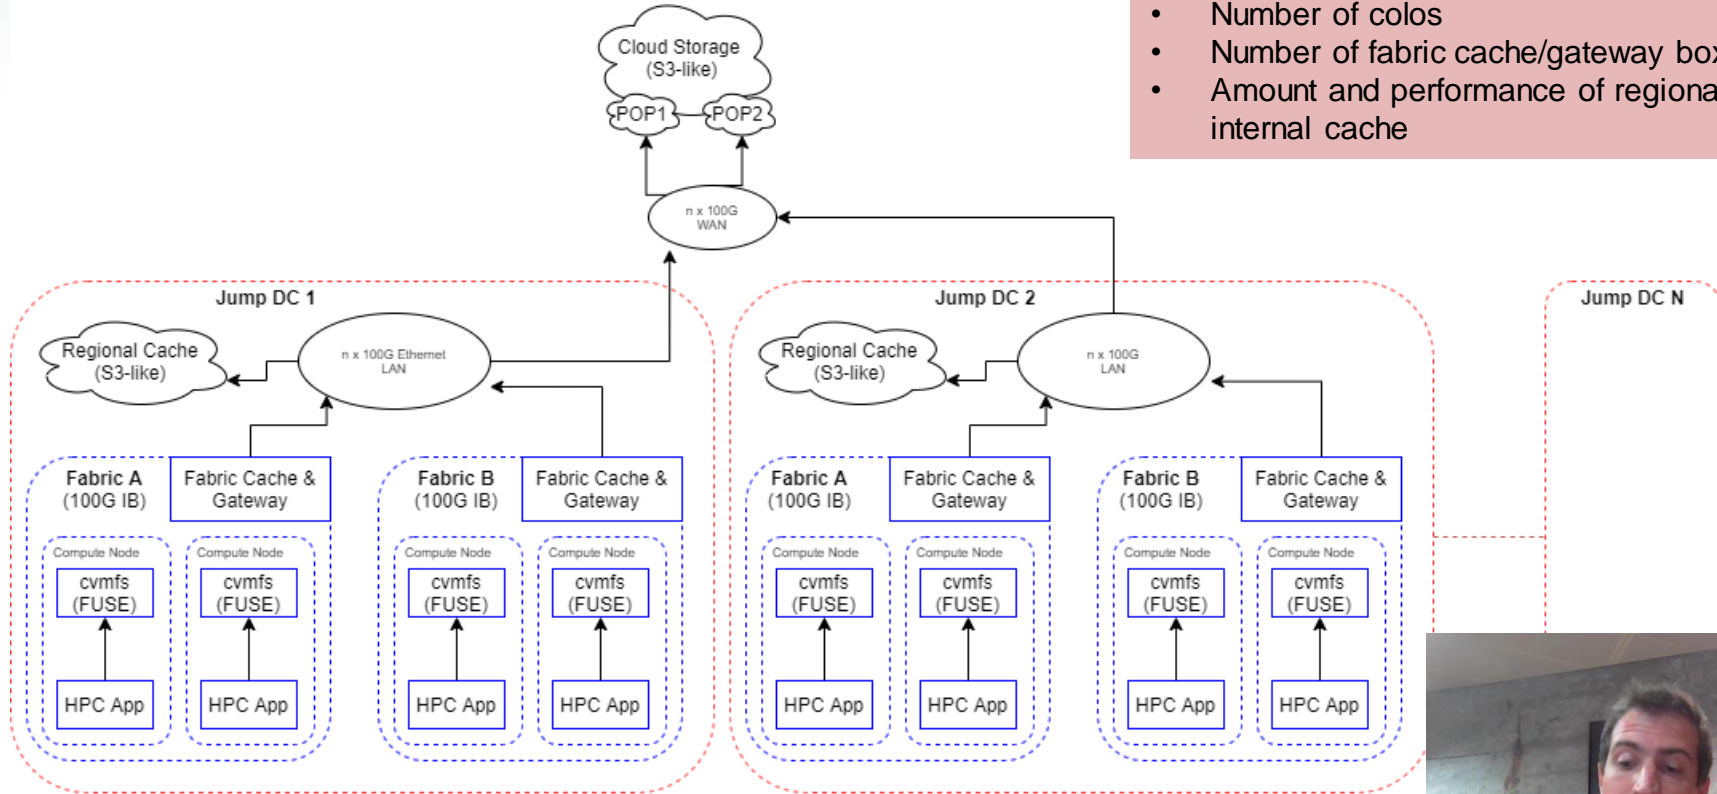 • Number of colos
• Number of fabric cache/gateway
• Amount and performance of
internal cache
Cloud Storage
(S3-like)
POP1
POP2
n x 100G
WAN
Jump DC 1
Regional Cache
(S3-like)
n x 100G Ethernet
LAN
Fabric A
(100G IB)
Fabric Cache &
Gateway
Compute Node
cvmfs
(FUSE)
HPC App
Compute Node
cvmfs
(FUSE)
HPC App
Fabric B
(100G IB)
Fabric Cache &
Gateway
Compute Node
cvmfs
(FUSE)
HPC App
Compute Node
cvmfs
(FUSE)
HPC App
Jump DC 2
Regional Cache
(S3-like)
n x 100G
LAN
Fabric A
(100G IB)
Fabric Cache &
Gateway
Compute Node
cvmfs
(FUSE)
HPC App
Compute Node
cvmfs
(FUSE)
HPC App
Fabric B
(100G IB)
Fabric Cache &
Gateway
Compute Node
cvmfs
(FUSE)
HPC App
Compute Node
cvmfs
(FUSE)
HPC App
Jump DC N